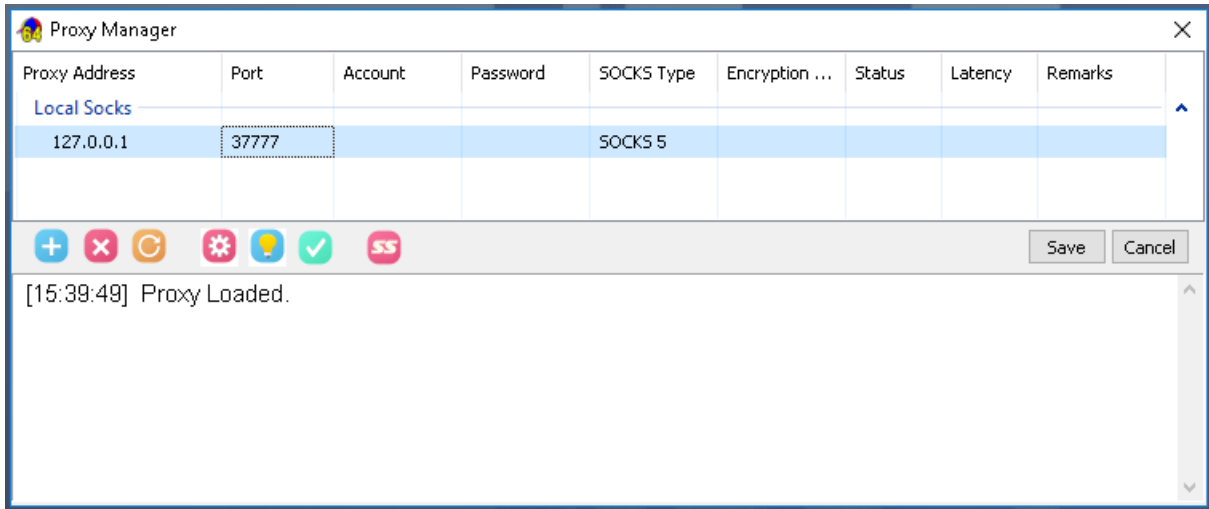 64 Proxy Manager
Proxy Address Port Account Password SOCKS Type Encryption ... Status Latency Remarks
Local Socks
127.0.0.1 37777 SOCKS 5
SS Save Cancel
[15:39:49] Proxy Loaded.